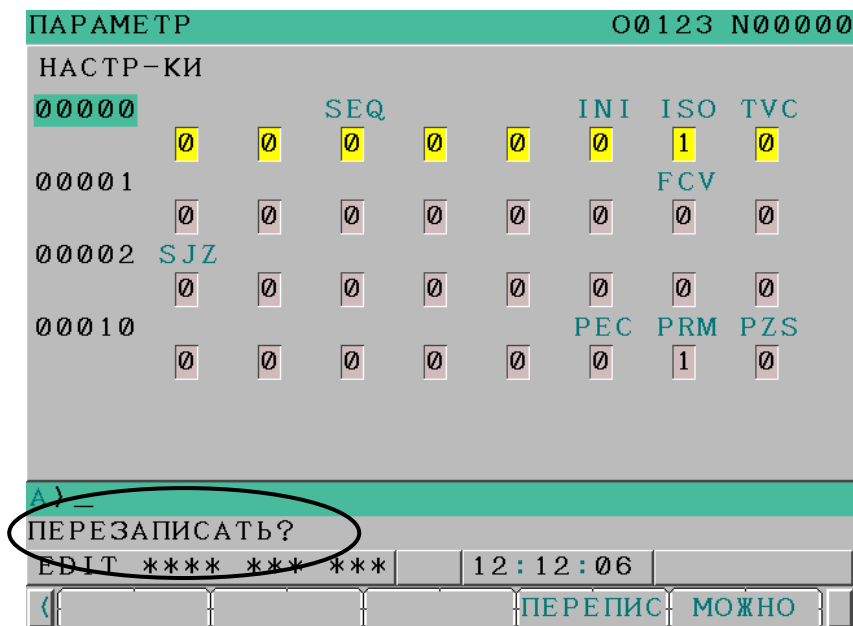 ПАРАМЕТР O0123 N00000
НАСТР-КИ
00000 SEQ INI ISO TVC
0 0 0 0 0 0 1 0
00001 FCV
0 0 0 0 0 0 0 0
00002 SJZ
0 0 0 0 0 0 0 0
00010 PEC PRM PZS
0 0 0 0 0 0 1 0
A)_
ПЕРЕЗАПИСАТЬ?
EDIT **** *** *** 12:12:06
( ПЕРЕПИС МОЖНО